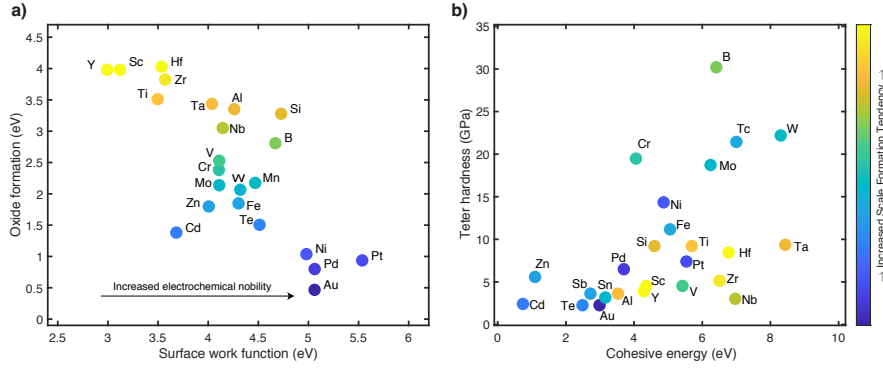 a)
Oxide formation (eV)
4.5
4
3.5
3
2.5
2
1.5
1
0.5
0
Y
Sc
Hf
Zr
Ti
Ta
Al
Si
Nb
B
V
Cr
Mo
W
Mn
Zn
Fe
Te
Cd
Ni
Pd
Pt
Au
Increased electrochemical nobility
2.5 3 3.5 4 4.5 5 5.5 6
Surface work function (eV)
b)
Teter hardness (GPa)
35
30
25
20
15
10
5
0
B
Tc
W
Cr
Mo
Ni
Fe
Si
Ti
Hf
Ta
Pd
Pt
Zn
Sb
Sn
Sc
Zr
Cd
Te
Au
Al
Y
V
Nb
0 2 4 6 8 10
Cohesive energy (eV)
Increased Scale Formation Tendency